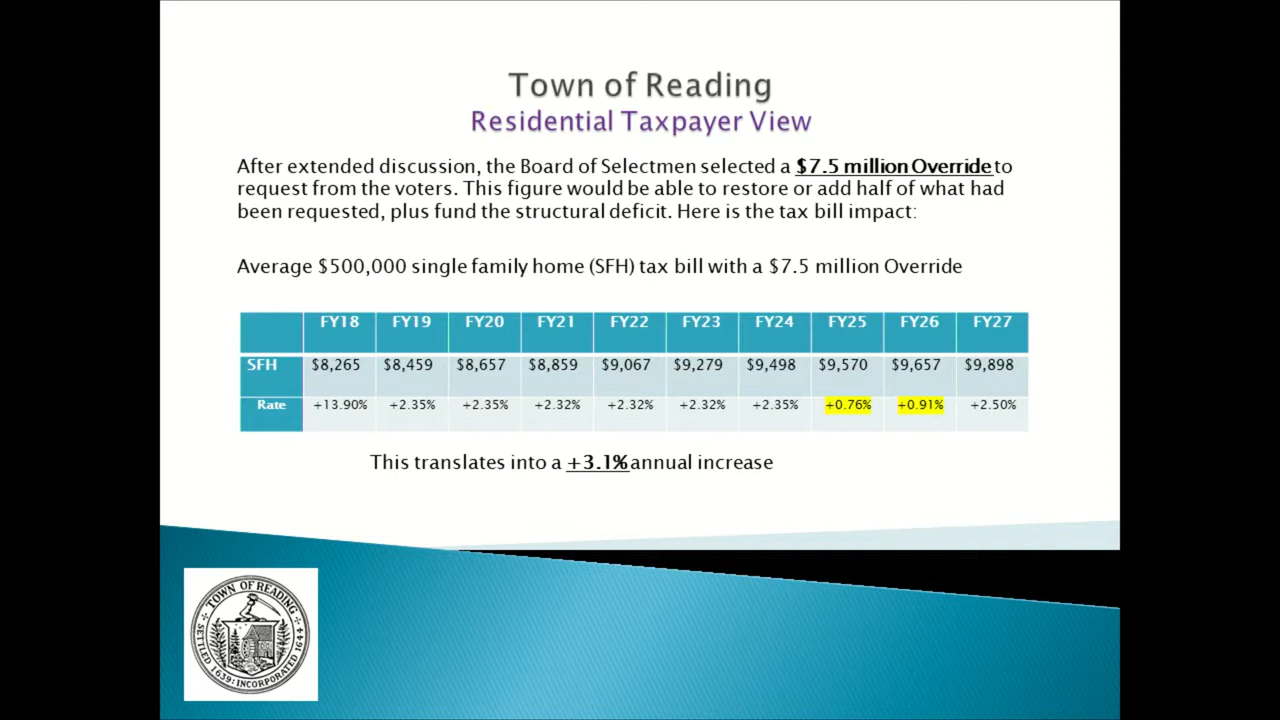 Town of Reading
Residential Taxpayer View
After extended discussion, the Board of Selectmen selected a $7.5 million Override to
request from the voters. This figure would be able to restore or add half of what had
been requested, plus fund the structural deficit. Here is the tax bill impact:
Average $500,000 single family home (SFH) tax bill with a $7.5 million Override
FY18 FY19 FY20 FY21 FY22 FY23 FY24 FY25 FY26 FY27
SFH $8,265 $8,459 $8,657 $8,859 $9,067 $9,279 $9,498 $9,570 $9,657 $9,898
Rate +13.90% +2.35% +2.35% +2.32% +2.32% +2.32% +2.35% +0.76% +0.91% +2.50%
This translates into a +3.1% annual increase
TOWN OF READING
SETTLED 1639: INCORPORATED 1644